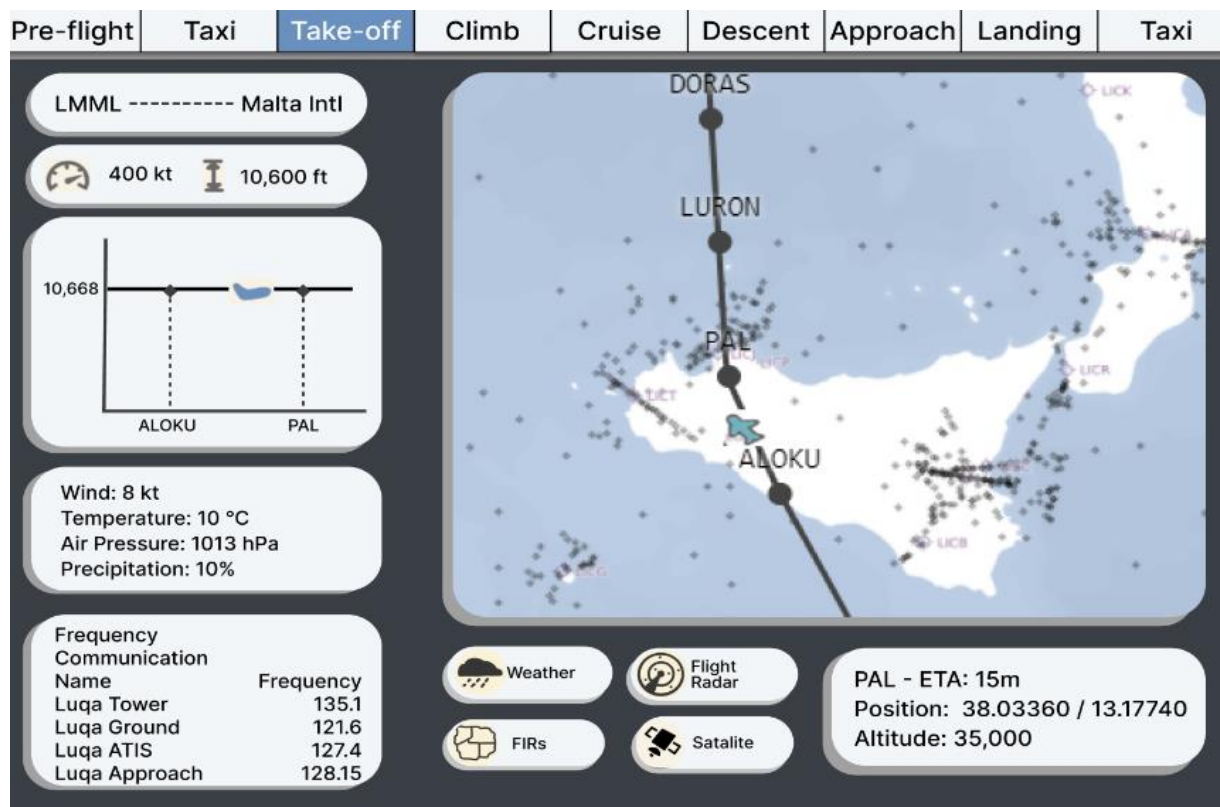 Pre-flight
Taxi
Take-off
Climb
Cruise
Descent
Approach
Landing
Taxi
LMML ---------- Malta Intl
400 kt 10,600 ft
10,668
ALOKU PAL
Wind: 8 kt
Temperature: 10 °C
Air Pressure: 1013 hPa
Precipitation: 10%
Frequency
Communication
Name Frequency
Luqa Tower 135.1
Luqa Ground 121.6
Luqa ATIS 127.4
Luqa Approach 128.15
DORAS
LICK
LURON
LICA
PAL
LICJ
LICP
LICR
LICT
ALOKU
LICB
LICG
Weather
Flight
Radar
FIRs
Satalite
PAL - ETA: 15m
Position: 38.03360 / 13.17740
Altitude: 35,000